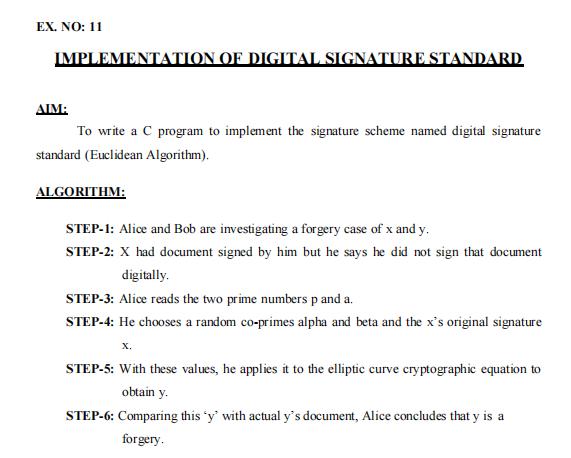 EX. NO: 11
IMPLEMENTATION OF DIGITAL SIGNATURE STANDARD
AIM:
To write a C program to implement the signature scheme named digital signature
standard (Euclidean Algorithm).
ALGORITHM:
STEP-1: Alice and Bob are investigating a forgery case of x and y.
STEP-2: X had document signed by him but he says he did not sign that document
digitally.
STEP-3: Alice reads the two prime numbers p and a.
STEP-4: He chooses a random co-primes alpha and beta and the x’s original signature
x.
STEP-5: With these values, he applies it to the elliptic curve cryptographic equation to
obtain y.
STEP-6: Comparing this ‘y’ with actual y’s document, Alice concludes that y is a
forgery.